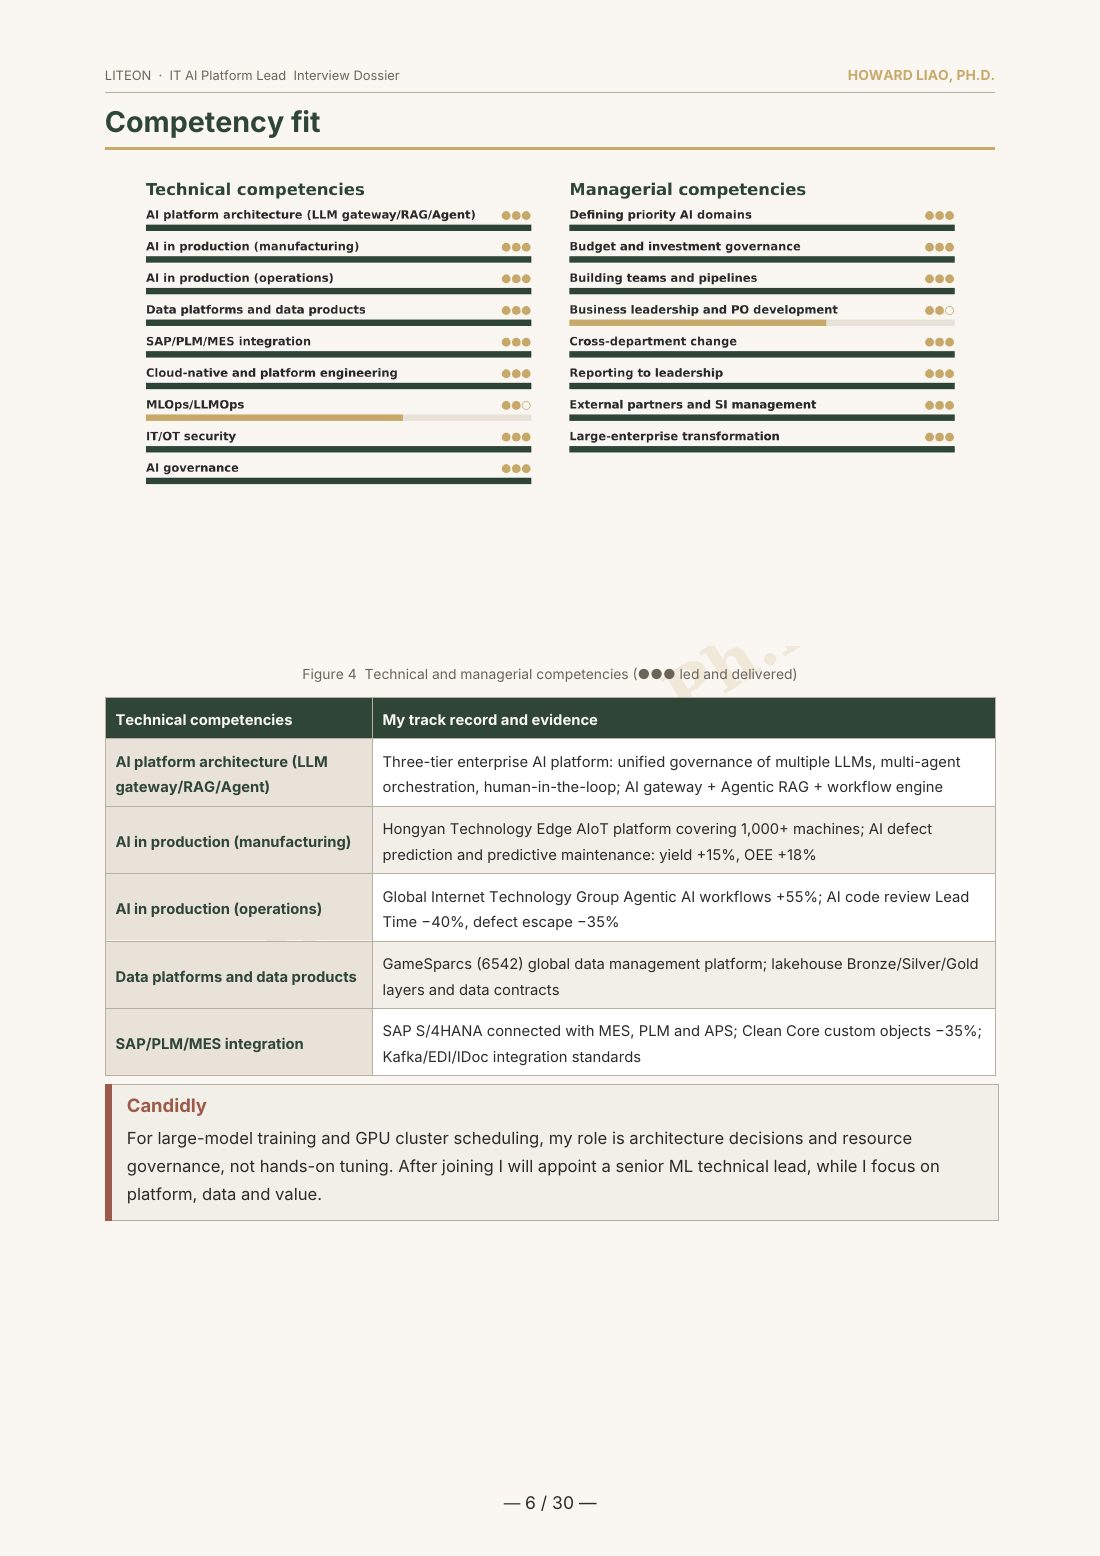 LITEON · IT AI Platform Lead Interview Dossier
HOWARD LIAO, PH.D.
Competency fit
Technical competencies
AI platform architecture (LLM gateway/RAG/Agent) ●●●
AI in production (manufacturing) ●●●
AI in production (operations) ●●●
Data platforms and data products ●●●
SAP/PLM/MES integration ●●●
Cloud-native and platform engineering ●●●
MLOps/LLMOps ●●○
IT/OT security ●●●
AI governance ●●●
Managerial competencies
Defining priority AI domains ●●●
Budget and investment governance ●●●
Building teams and pipelines ●●●
Business leadership and PO development ●●○
Cross-department change ●●●
Reporting to leadership ●●●
External partners and SI management ●●●
Large-enterprise transformation ●●●
Ph.
Figure 4 Technical and managerial competencies (●●● led and delivered)
Technical competencies
My track record and evidence
AI platform architecture (LLM
gateway/RAG/Agent)
Three-tier enterprise AI platform: unified governance of multiple LLMs, multi-agent
orchestration, human-in-the-loop; AI gateway + Agentic RAG + workflow engine
AI in production (manufacturing)
Hongyan Technology Edge AIoT platform covering 1,000+ machines; AI defect
prediction and predictive maintenance: yield +15%, OEE +18%
AI in production (operations)
Global Internet Technology Group Agentic AI workflows +55%; AI code review Lead
Time −40%, defect escape −35%
Data platforms and data products
GameSparcs (6542) global data management platform; lakehouse Bronze/Silver/Gold
layers and data contracts
SAP/PLM/MES integration
SAP S/4HANA connected with MES, PLM and APS; Clean Core custom objects −35%;
Kafka/EDI/IDoc integration standards
Candidly
For large-model training and GPU cluster scheduling, my role is architecture decisions and resource
governance, not hands-on tuning. After joining I will appoint a senior ML technical lead, while I focus on
platform, data and value.
— 6 / 30 —